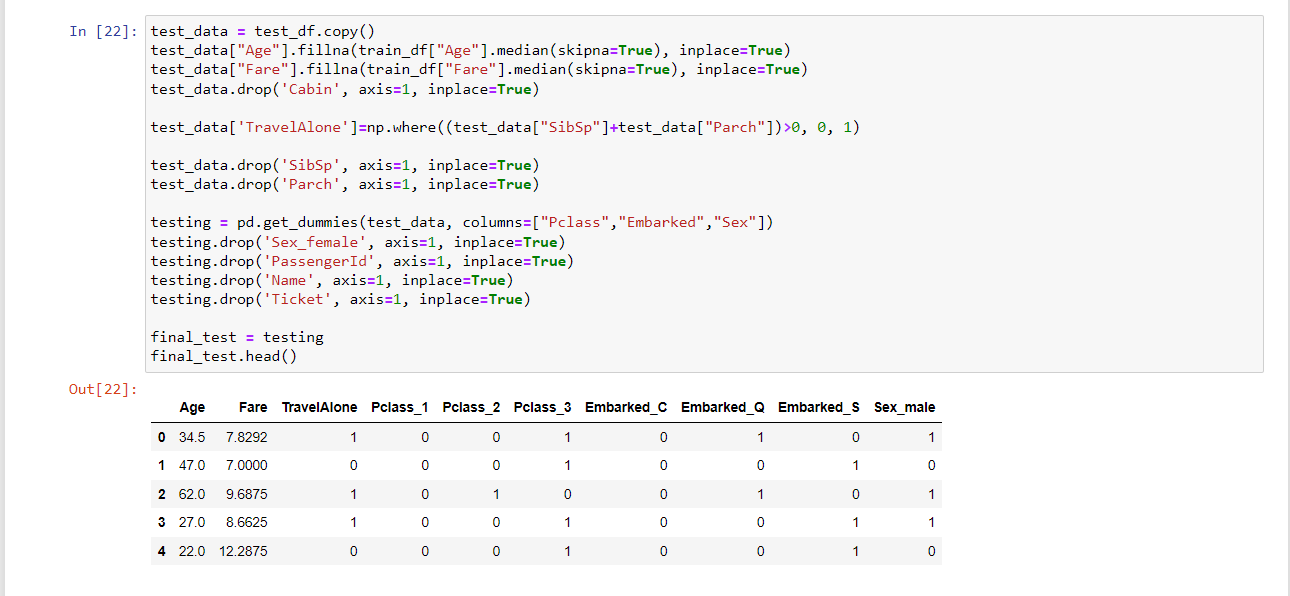 In [22]: test_data = test_df.copy()
test_data["Age"].fillna(train_df["Age"].median(skipna=True), inplace=True)
test_data["Fare"].fillna(train_df["Fare"].median(skipna=True), inplace=True)
test_data.drop('Cabin', axis=1, inplace=True)
test_data['TravelAlone']=np.where((test_data["SibSp"]+test_data["Parch"])>0, 0, 1)
test_data.drop('SibSp', axis=1, inplace=True)
test_data.drop('Parch', axis=1, inplace=True)
testing = pd.get_dummies(test_data, columns=["Pclass","Embarked","Sex"])
testing.drop('Sex_female', axis=1, inplace=True)
testing.drop('PassengerId', axis=1, inplace=True)
testing.drop('Name', axis=1, inplace=True)
testing.drop('Ticket', axis=1, inplace=True)
final_test = testing
final_test.head()
Out[22]:
Age Fare TravelAlone Pclass_1 Pclass_2 Pclass_3 Embarked_C Embarked_Q Embarked_S Sex_male
0 34.5 7.8292 1 0 0 1 0 1 0 1
1 47.0 7.0000 0 0 0 1 0 0 1 0
2 62.0 9.6875 1 0 1 0 0 1 0 1
3 27.0 8.6625 1 0 0 1 0 0 1 1
4 22.0 12.2875 0 0 0 1 0 0 1 0